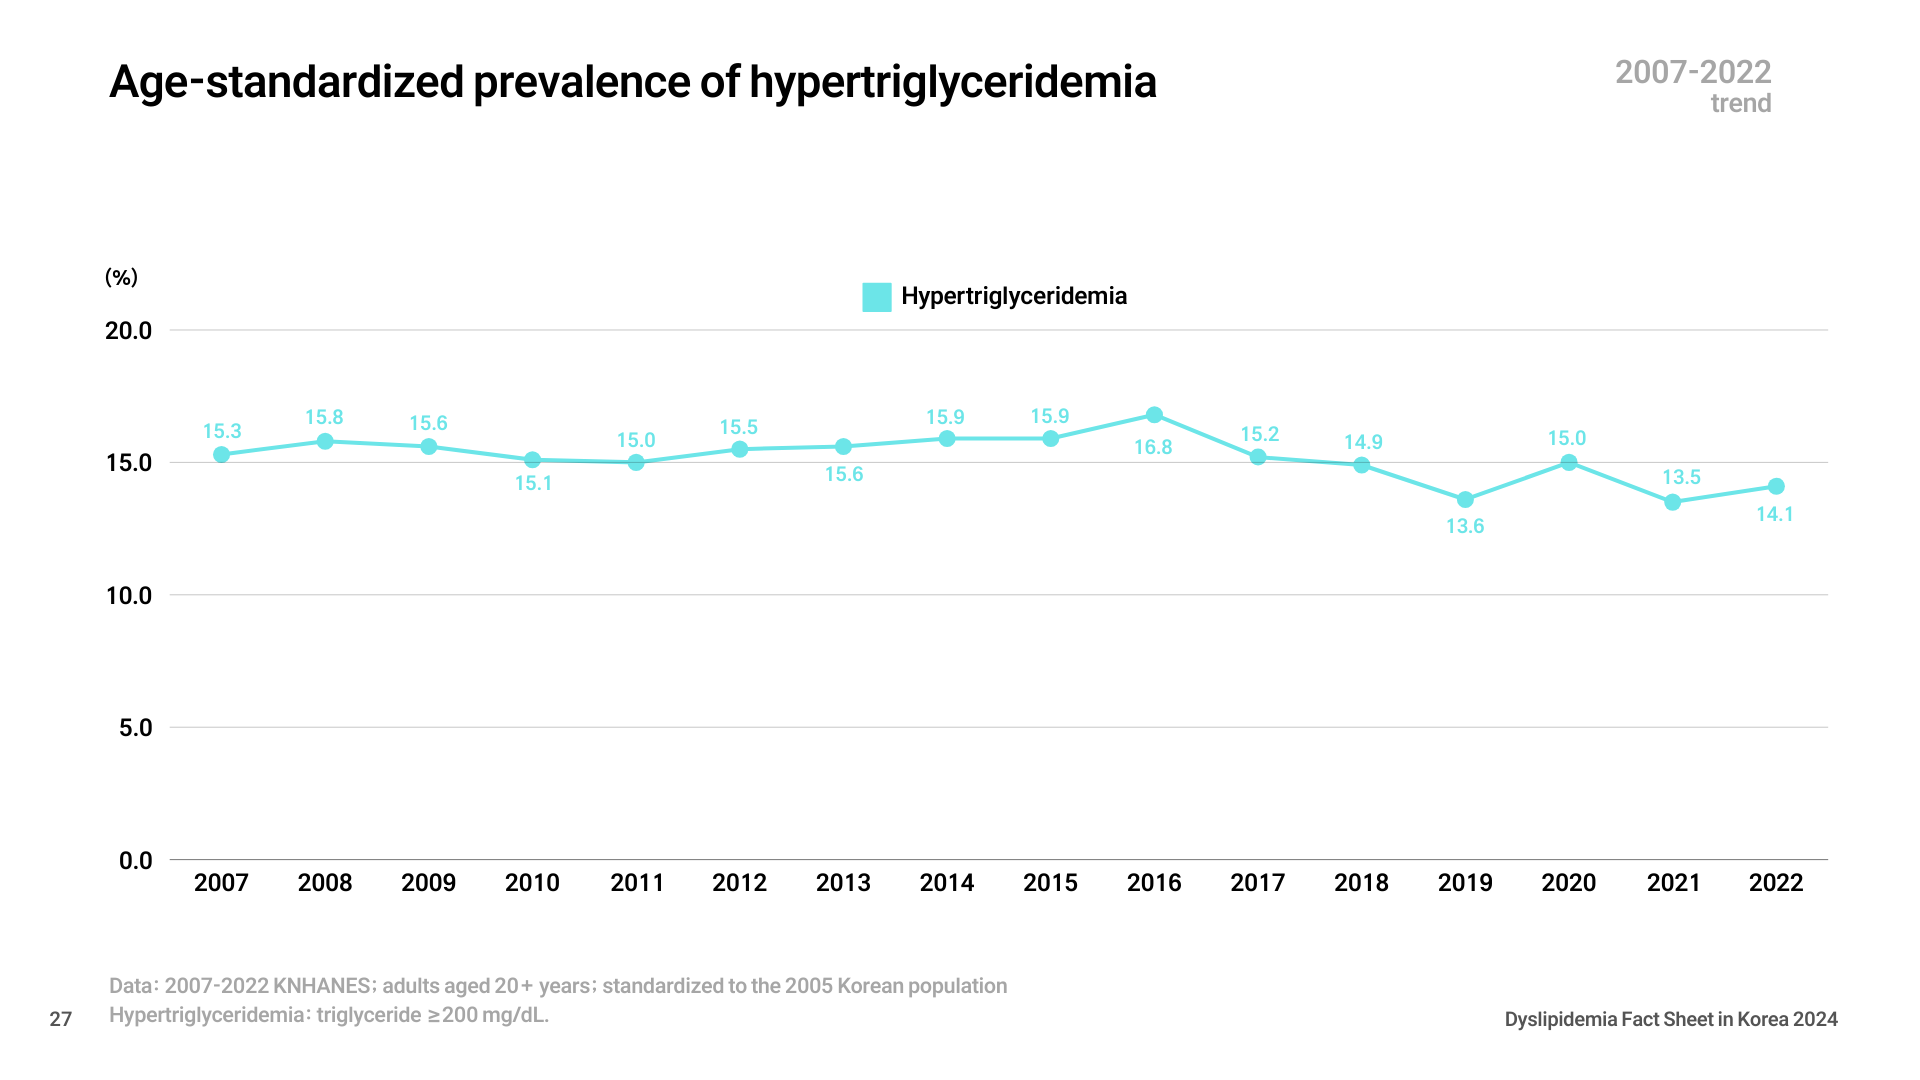 Age-standardized prevalence of hypertriglyceridemia
2007-2022
trend
(%)
Hypertriglyceridemia
20.0
15.0
10.0
5.0
0.0
15.3 15.8 15.6 15.1 15.0 15.5 15.6 15.9 15.9 16.8 15.2 14.9 13.6 15.0 13.5 14.1
2007 2008 2009 2010 2011 2012 2013 2014 2015 2016 2017 2018 2019 2020 2021 2022
Data: 2007-2022 KNHANES; adults aged 20+ years; standardized to the 2005 Korean population
Hypertriglyceridemia: triglyceride ≥200 mg/dL.
27
Dyslipidemia Fact Sheet in Korea 2024